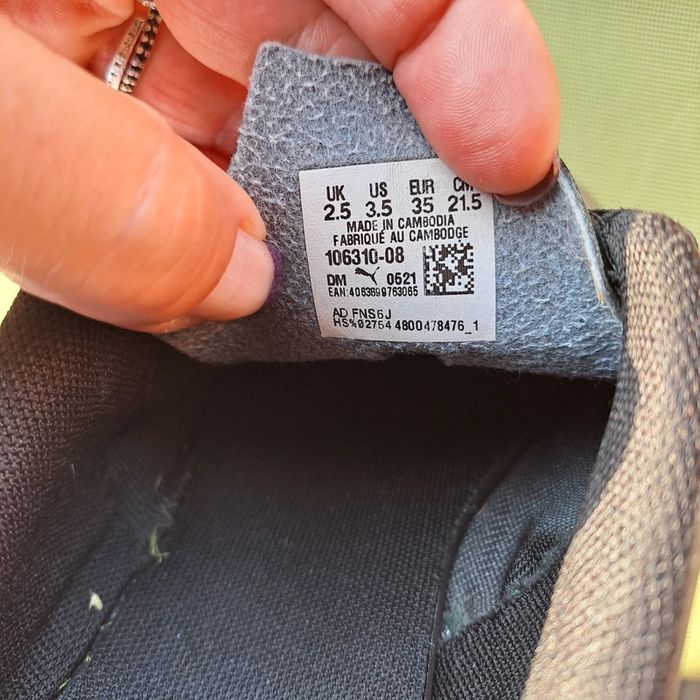 UK US EUR CM
2.5 3.5 35 21.5
MADE IN CAMBODIA
FABRIQUÉ AU CAMBODGE
106310-08
DM 0521
EAN:4063699763065
AD FNS6J
HS%02764 4800478476_1